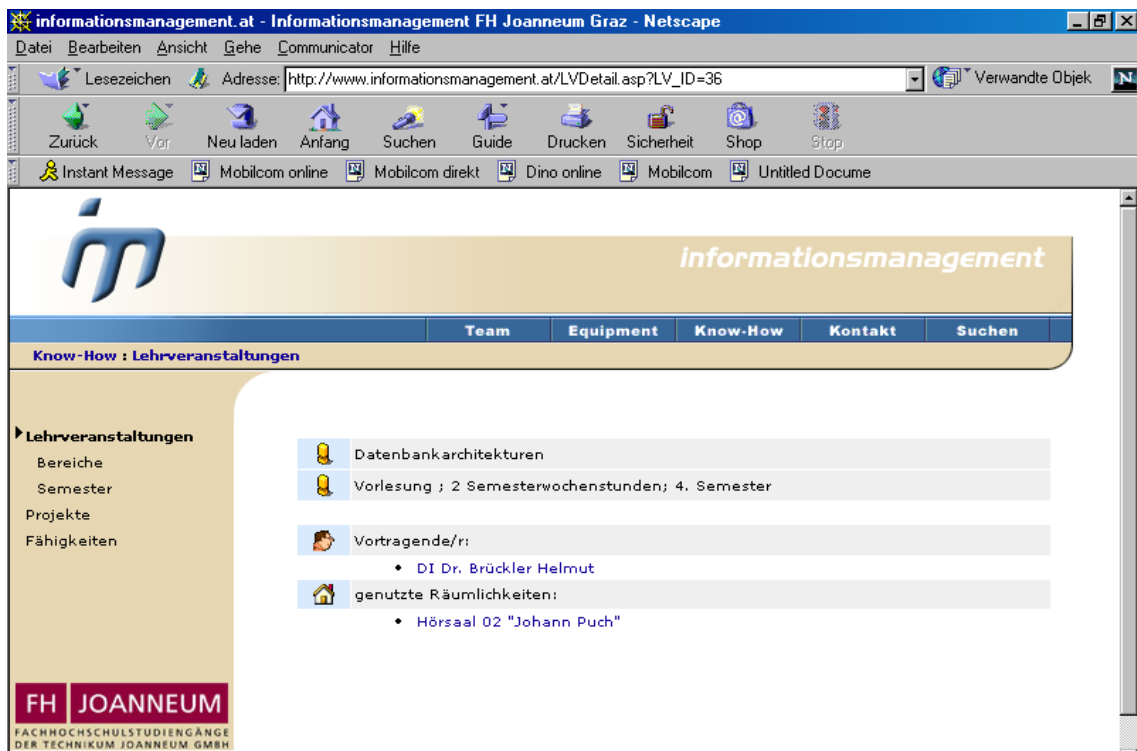 informationsmanagement.at - Informationsmanagement FH Joanneum Graz - Netscape
Datei Bearbeiten Ansicht Gehe Communicator Hilfe
Lesezeichen Adresse: http://www.informationsmanagement.at/LVDetail.asp?LV_ID=36 Verwandte Objek N
Zurück Vor Neu laden Anfang Suchen Guide Drucken Sicherheit Shop Stop
Instant Message Mobilcom online Mobilcom direkt Dino online Mobilcom Untitled Docume
im
informationsmanagement
Team Equipment Know-How Kontakt Suchen
Know-How : Lehrveranstaltungen
Lehrveranstaltungen
Bereiche
Semester
Projekte
Fähigkeiten
Datenbankarchitekturen
Vorlesung ; 2 Semesterwochenstunden; 4. Semester
Vortragende/r:
• DI Dr. Brückler Helmut
genutzte Räumlichkeiten:
• Hörsaal 02 "Johann Puch"
FH JOANNEUM
FACHHOCHSCHULSTUDIENGÄNGE
DER TECHNIKUM JOANNEUM GMBH